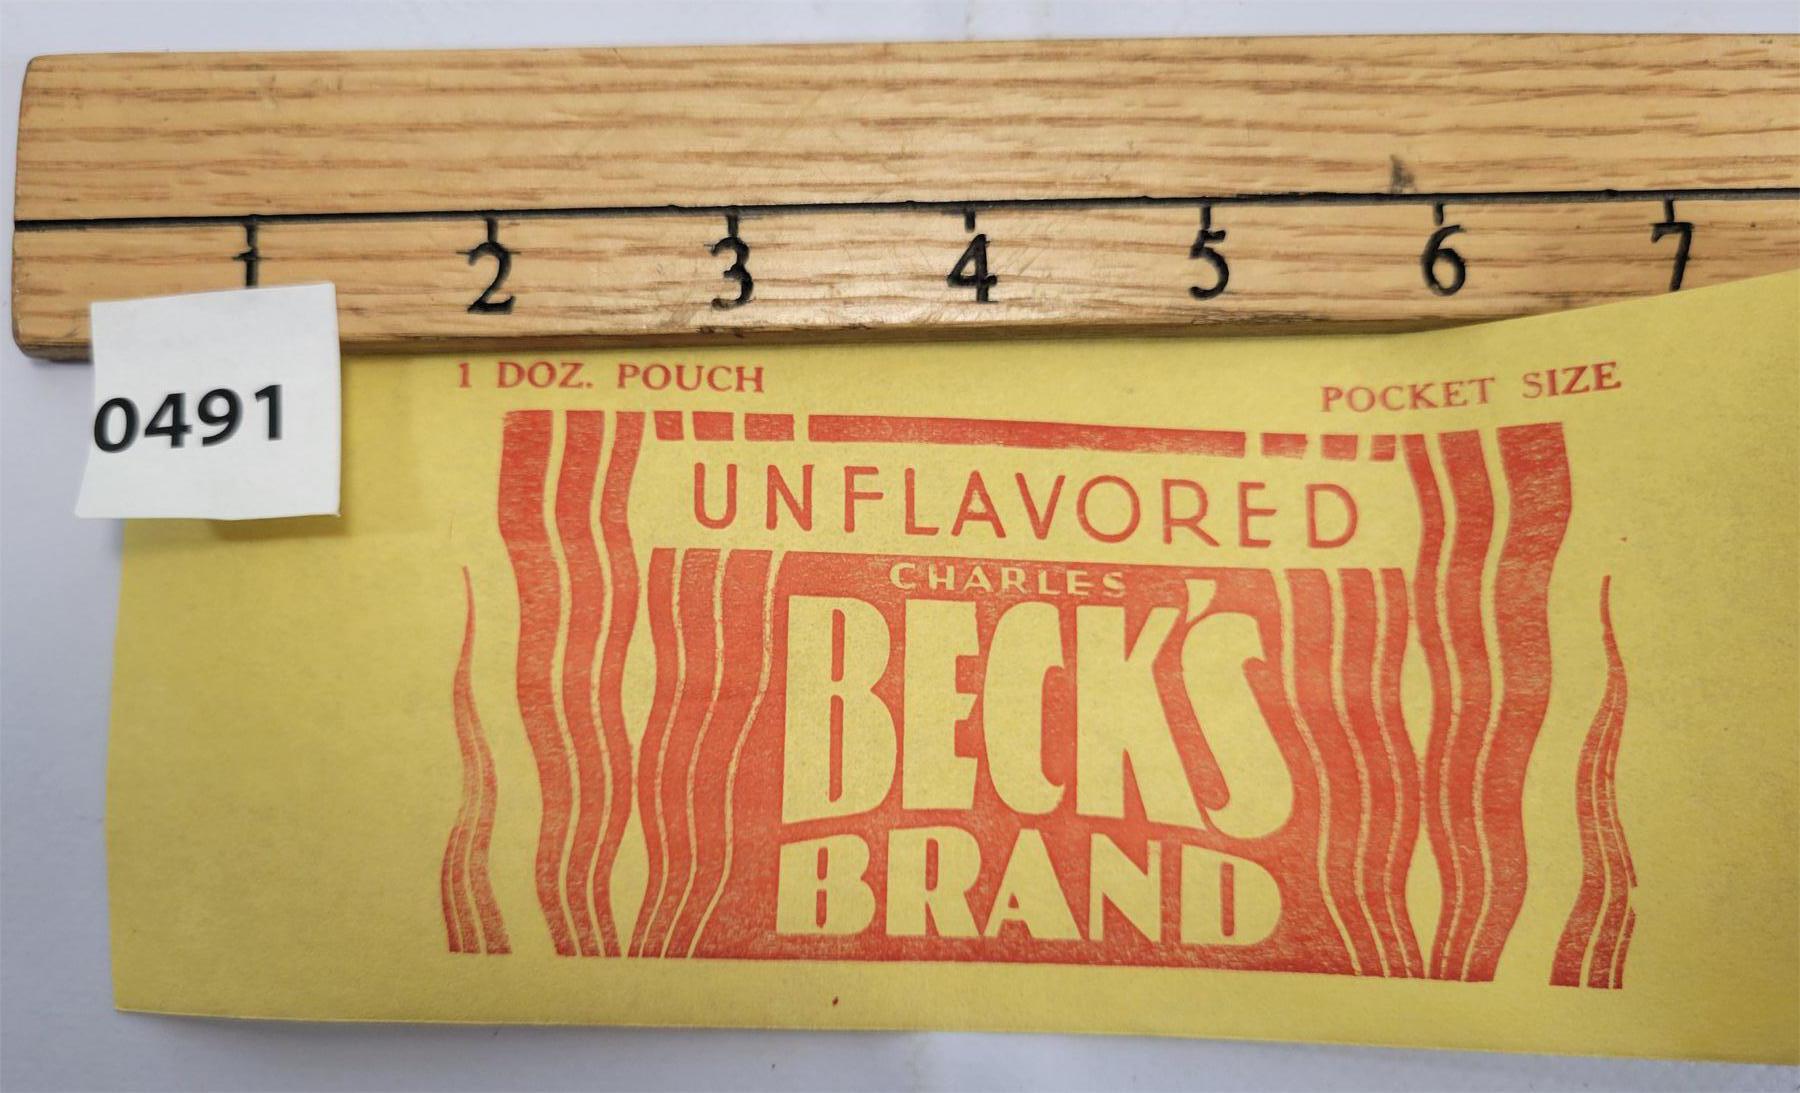 1 2 3 4 5 6 7
0491
1 DOZ. POUCH
POCKET SIZE
UNFLAVORED
CHARLES
BECK'S
BRAND